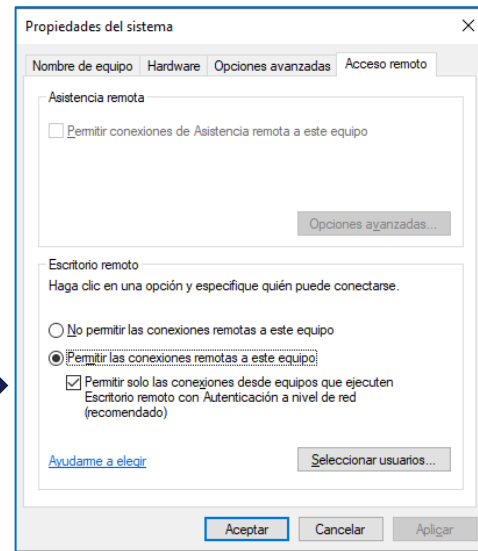 Propiedades del sistema
Nombre de equipo Hardware Opciones avanzadas Acceso remoto
Asistencia remota
Permitir conexiones de Asistencia remota a este equipo
Opciones avanzadas...
Escritorio remoto
Haga clic en una opción y especifique quién puede conectarse.
No permitir las conexiones remotas a este equipo
Permitir las conexiones remotas a este equipo
Permitir solo las conexiones desde equipos que ejecuten
Escritorio remoto con Autenticación a nivel de red
(recomendado)
Ayudarme a elegir
Seleccionar usuarios...
Aceptar Cancelar Aplicar